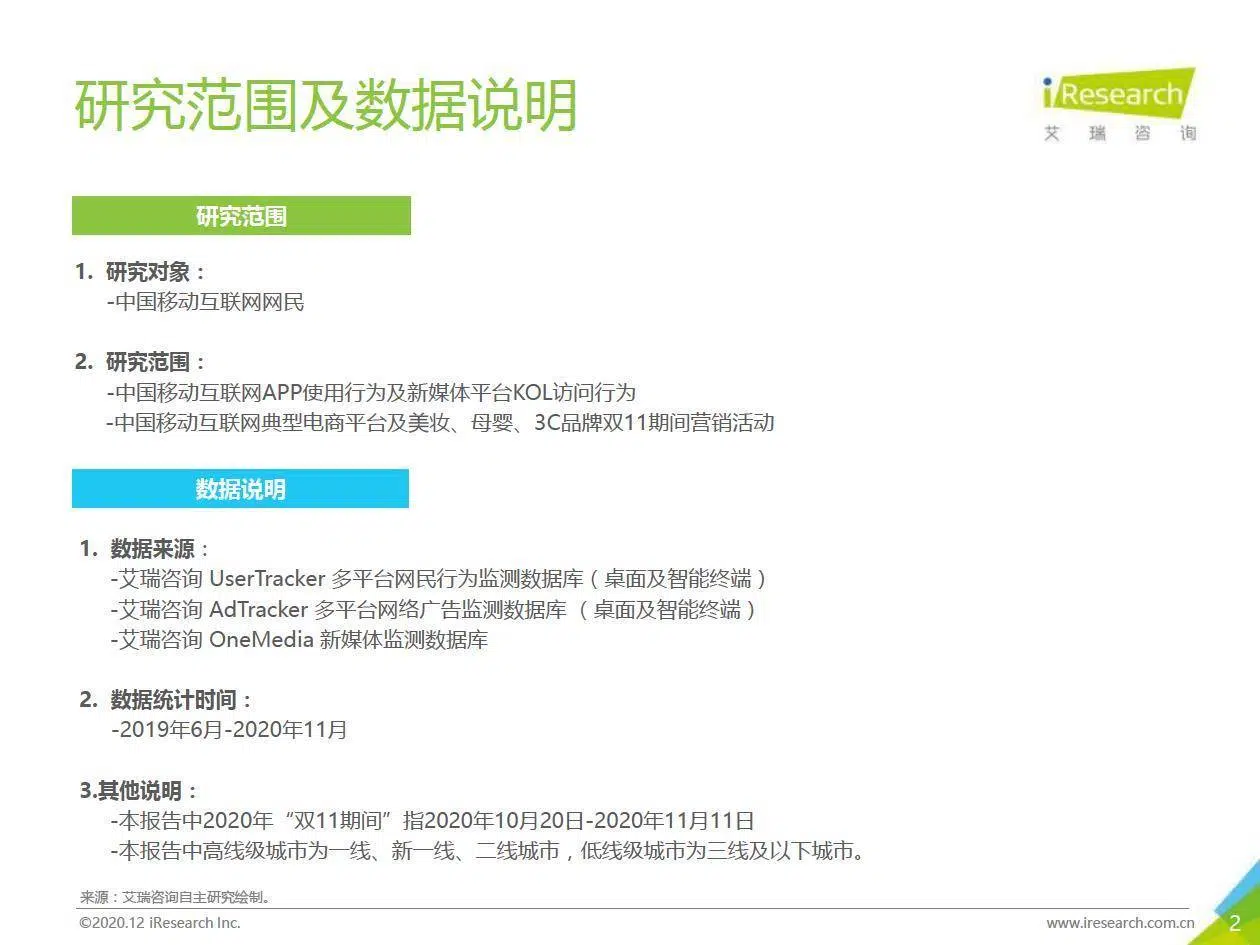 研究范围及数据说明
iResearch
艾瑞咨询
研究范围
1. 研究对象：
-中国移动互联网网民
2. 研究范围：
-中国移动互联网APP使用行为及新媒体平台KOL访问行为
-中国移动互联网典型电商平台及美妆、母婴、3C品牌双11期间营销活动
数据说明
1. 数据来源：
-艾瑞咨询 UserTracker 多平台网民行为监测数据库（桌面及智能终端）
-艾瑞咨询 AdTracker 多平台网络广告监测数据库 （桌面及智能终端）
-艾瑞咨询 OneMedia 新媒体监测数据库
2. 数据统计时间：
-2019年6月-2020年11月
3.其他说明：
-本报告中2020年“双11期间”指2020年10月20日-2020年11月11日
-本报告中高线级城市为一线、新一线、二线城市，低线级城市为三线及以下城市。
来源：艾瑞咨询自主研究绘制。
©2020.12 iResearch Inc.
www.iresearch.com.cn
2